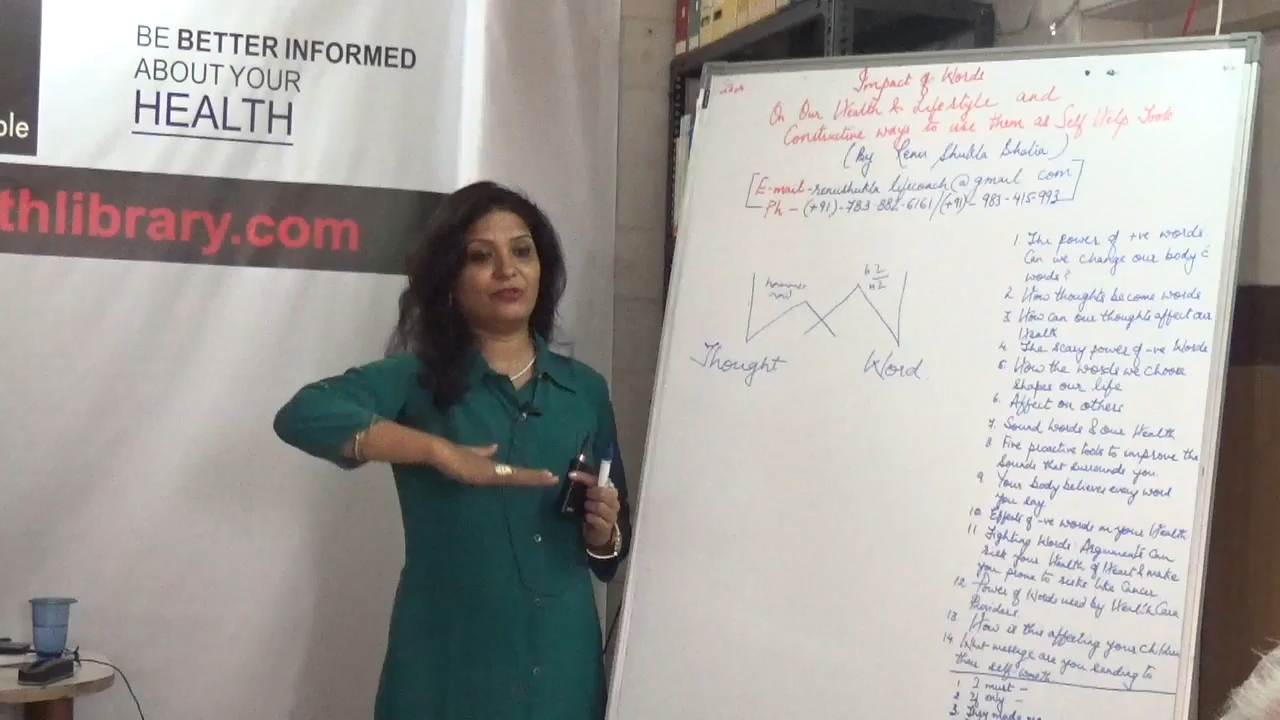 ble
BE BETTER INFORMED
ABOUT YOUR
HEALTH
thlibrary.com
Impact of Words
On Our Health & Lifestyle and
Constructive ways to use them as Self Help Tools
(By Renu Shukla Bhatia)
[E-mail-renushukla.lifecoach@gmail com]
Ph - (+91)-783-882-6161/(+91)- 983-415-993
1. The power of +ve words
Can we change our body c̄
words?
2 How thoughts become words
3. How can our thoughts affect our
Health
4. The scary power of -ve Words
5. How the words we choose
shapes our life
6. Affect on others
7. Sound Words & our Health
8. Five proactive tools to improve the
Sounds that surrounds you.
9. Your body believes every word
you say
10. Effects of -ve words on your Health
11. Fighting Words Arguments Can
risk your Health of Heart & make
you prone to risks like Cancer
12. Power of Words used by Health Care
Providers.
13. How is this affecting your children
14. What message are you sending to
their self-worth
1. I must -
2. If only -
3. They made me
Thought
Word.